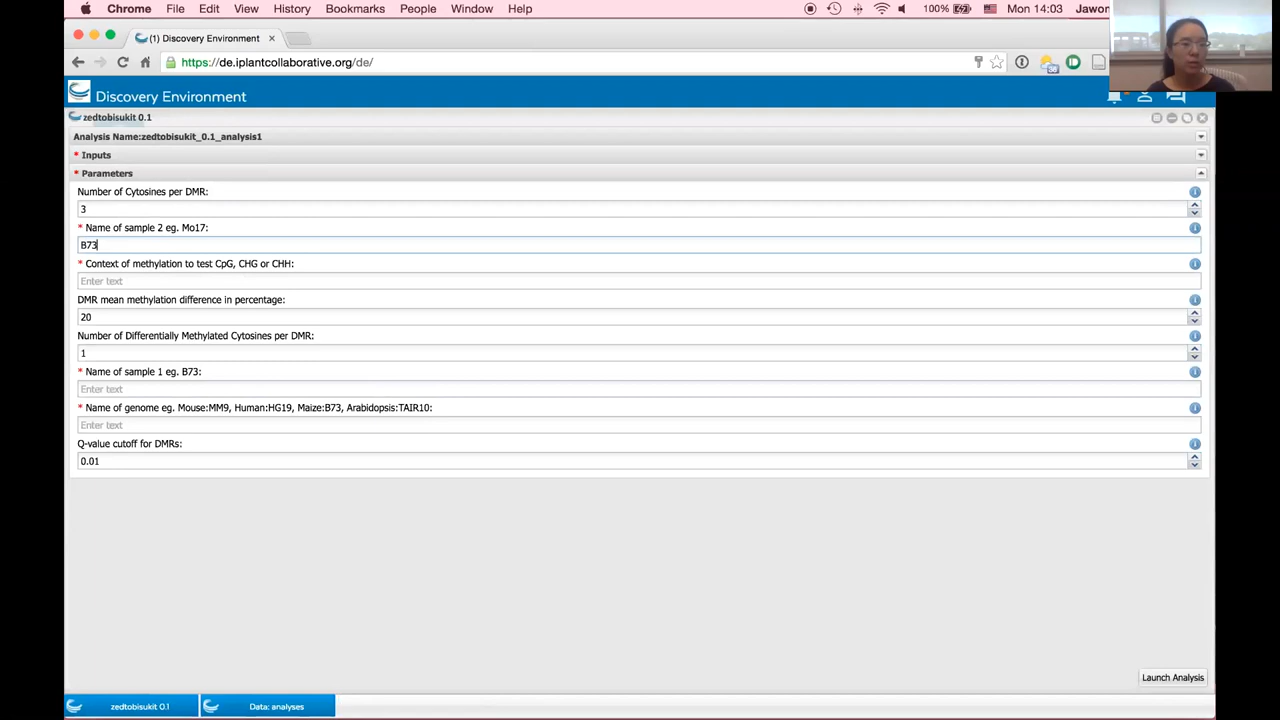 Chrome File Edit View History Bookmarks People Window Help 100% Mon 14:03 Jawon
(1) Discovery Environment
https://de.iplantcollaborative.org/de/
Discovery Environment
zedtobisukit 0.1
Analysis Name:zedtobisukit_0.1_analysis1
* Inputs
* Parameters
Number of Cytosines per DMR:
3
* Name of sample 2 eg. Mo17:
B73
* Context of methylation to test CpG, CHG or CHH:
Enter text
DMR mean methylation difference in percentage:
20
Number of Differentially Methylated Cytosines per DMR:
1
* Name of sample 1 eg. B73:
Enter text
* Name of genome eg. Mouse:MM9, Human:HG19, Maize:B73, Arabidopsis:TAIR10:
Enter text
Q-value cutoff for DMRs:
0.01
Launch Analysis
zedtobisukit 0.1 Data: analyses